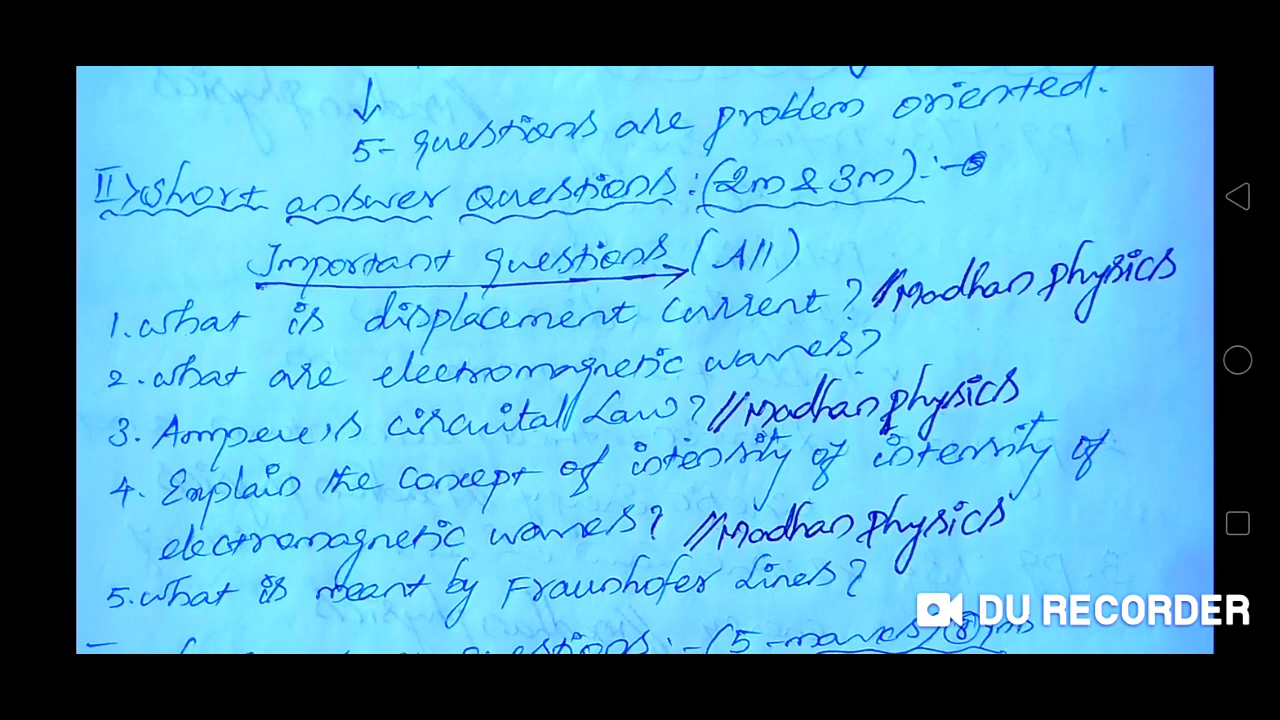 5- questions are problem oriented.
II) short answer questions: (2m & 3m):-
Important questions (All)
1. what is displacement current? //Madhan physics
2. what are electromagnetic waves?
3. Ampere's circuital Law? //Madhan physics
4. Explain the concept of intensity of intensity of
electromagnetic waves? //Madhan physics
5. what is meant by Fraunhofer Lines?
DU RECORDER